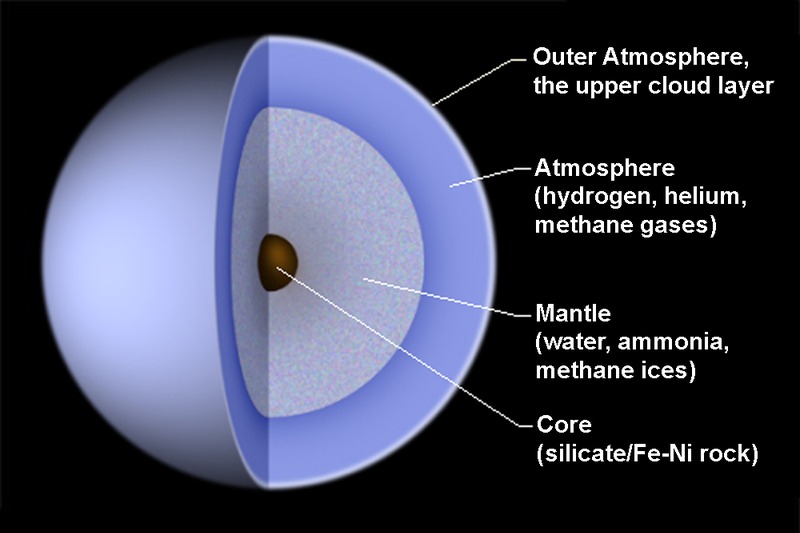 Outer Atmosphere,
the upper cloud layer
Atmosphere
(hydrogen, helium,
methane gases)
Mantle
(water, ammonia,
methane ices)
Core
(silicate/Fe-Ni rock)